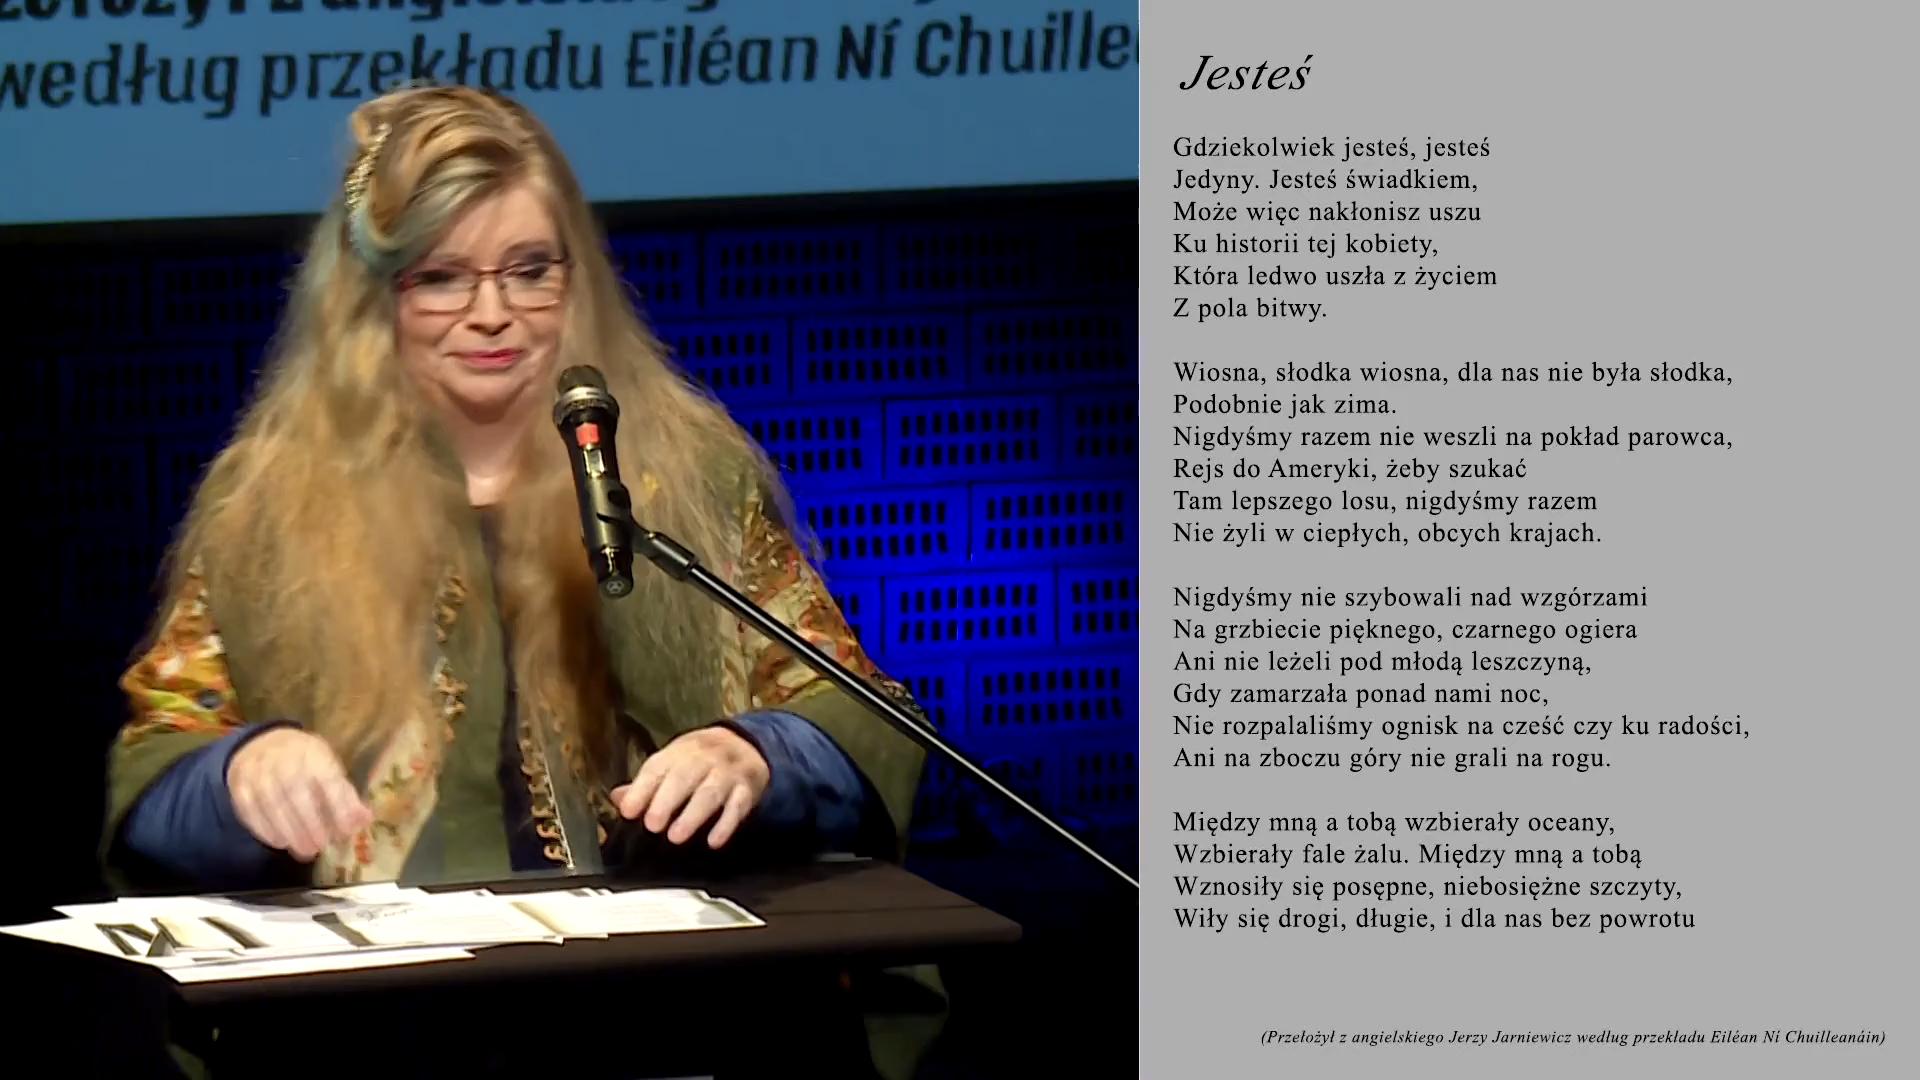 według przekładu Eiléan Ní
Jesteś
Gdziekolwiek jesteś, jesteś
Jedyny. Jesteś świadkiem,
Może więc nakłonisz uszu
Ku historii tej kobiety,
Która ledwo uszła z życiem
Z pola bitwy.
Wiosna, słodka wiosna, dla nas nie była słodka,
Podobnie jak zima.
Nigdyśmy razem nie weszli na pokład parowca,
Rejs do Ameryki, żeby szukać
Tam lepszego losu, nigdyśmy razem
Nie żyli w ciepłych, obcych krajach.
Nigdyśmy nie szybowali nad wzgórzami
Na grzbiecie pięknego, czarnego ogiera
Ani nie leżeli pod młodą leszczyną,
Gdy zamarzała ponad nami noc,
Nie rozpalaliśmy ognisk na cześć czy ku radości,
Ani na zboczu góry nie grali na rogu.
Między mną a tobą wzbierały oceany,
Wzbierały fale żalu. Między mną a tobą
Wznosiły się posępne, niebosiężne szczyty,
Wiły się drogi, długie, i dla nas bez powrotu
(Przełożył z angielskiego Jerzy Jarniewicz według przekładu Eiléan Ní Chuilleanáin)